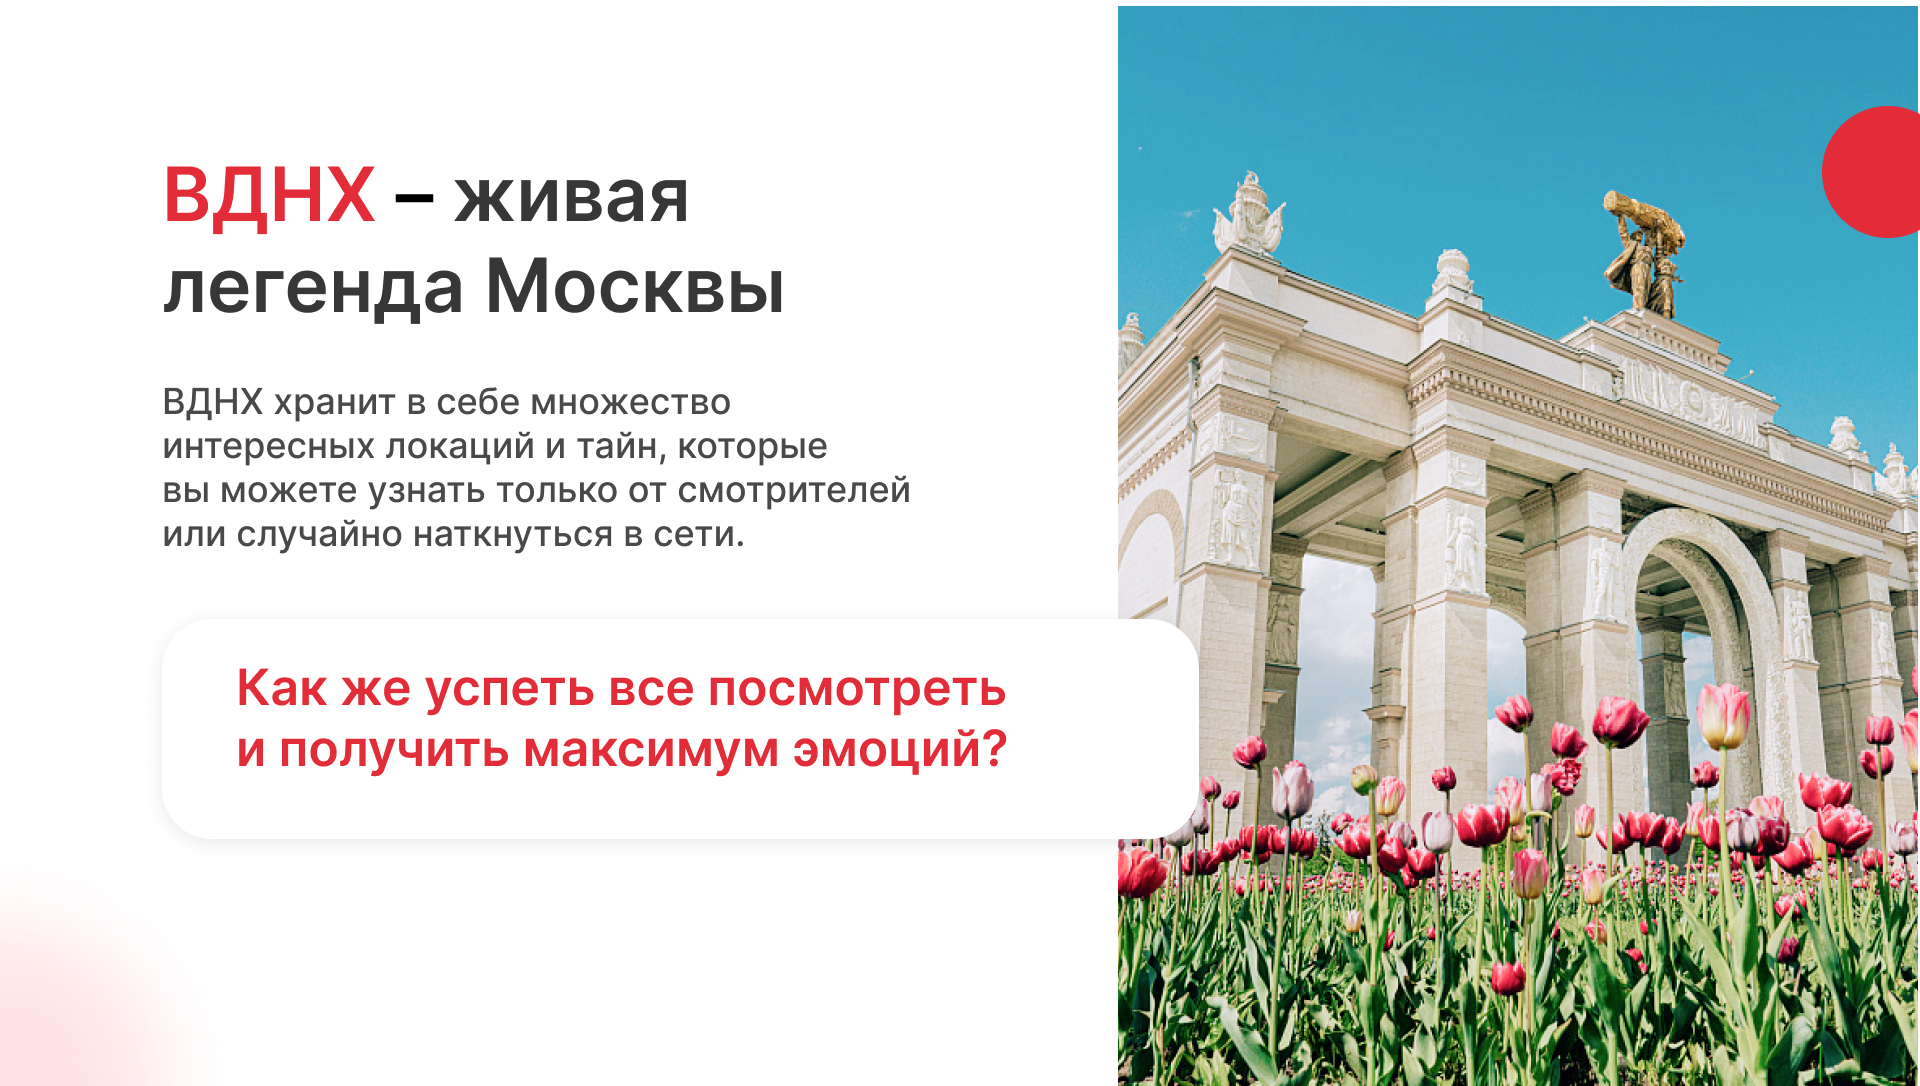 ВДНХ – живая
легенда Москвы
ВДНХ хранит в себе множество
интересных локаций и тайн, которые
вы можете узнать только от смотрителей
или случайно наткнуться в сети.
Как же успеть все посмотреть
и получить максимум эмоций?